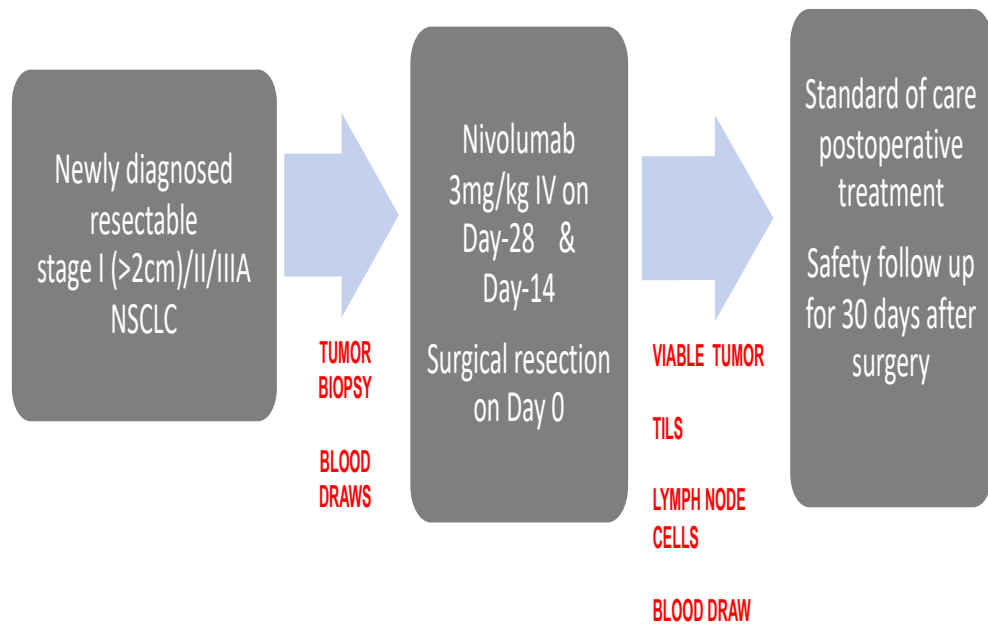 Newly diagnosed
resectable
stage I (>2cm)/II/IIIA
NSCLC
TUMOR
BIOPSY
BLOOD
DRAWS
Nivolumab
3mg/kg IV on
Day-28 &
Day-14
Surgical resection
on Day 0
VIABLE TUMOR
TILS
LYMPH NODE
CELLS
BLOOD DRAW
Standard of care
postoperative
treatment
Safety follow up
for 30 days after
surgery